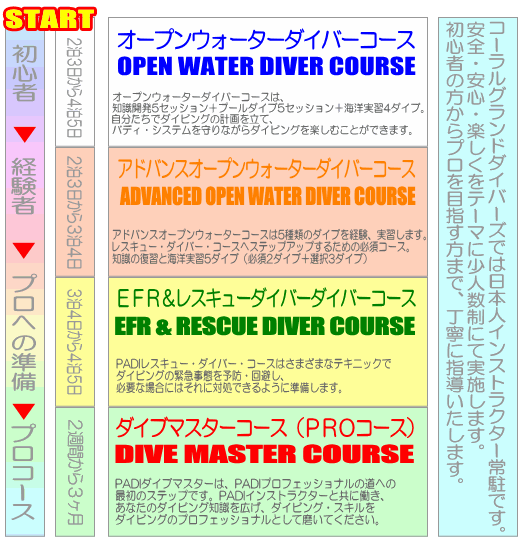 START
初心者
経験者
プロへの準備
プロコース
2泊3日から4泊5日
オープンウォーターダイバーコース
OPEN WATER DIVER COURSE
オープンウォーターダイバーコースは、
知識開発5セッション＋プールダイブ5セッション＋海洋実習4ダイブ。
自分たちでダイビングの計画を立て、
バディ・システムを守りながらダイビングを楽しむことができます。
2泊3日から3泊4日
アドバンスオープンウォーターダイバーコース
ADVANCED OPEN WATER DIVER COURSE
アドバンスオープンウォーターコースは5種類のダイブを経験、実習します。
レスキュー・ダイバー・コースへステップアップするための必須コース。
知識の復習と海洋実習5ダイブ（必須2ダイブ＋選択3ダイブ）
3泊4日から4泊5日
ＥＦＲ＆レスキューダイバーダイバーコース
EFR & RESCUE DIVER COURSE
PADIレスキュー・ダイバー・コースはさまざまなテキニックで
ダイビングの緊急事態を予防・回避し、
必要な場合にはそれに対処できるように準備します。
2週間から3ヶ月
ダイブマスターコース（ＰＲＯコース）
DIVE MASTER COURSE
PADIダイブマスターは、PADIプロフェッショナルの道への
最初のステップです。PADIインストラクターと共に働き、
あなたのダイビング知識を広げ、ダイビング・スキルを
ダイビングのプロフェッショナルとして磨いてください。
コーラルグランドダイバーズでは日本人インストラクター常駐です。
安全・安心・楽しくをテーマに少人数制にて実施します。
初心者の方からプロを目指す方まで、丁寧に指導いたします。